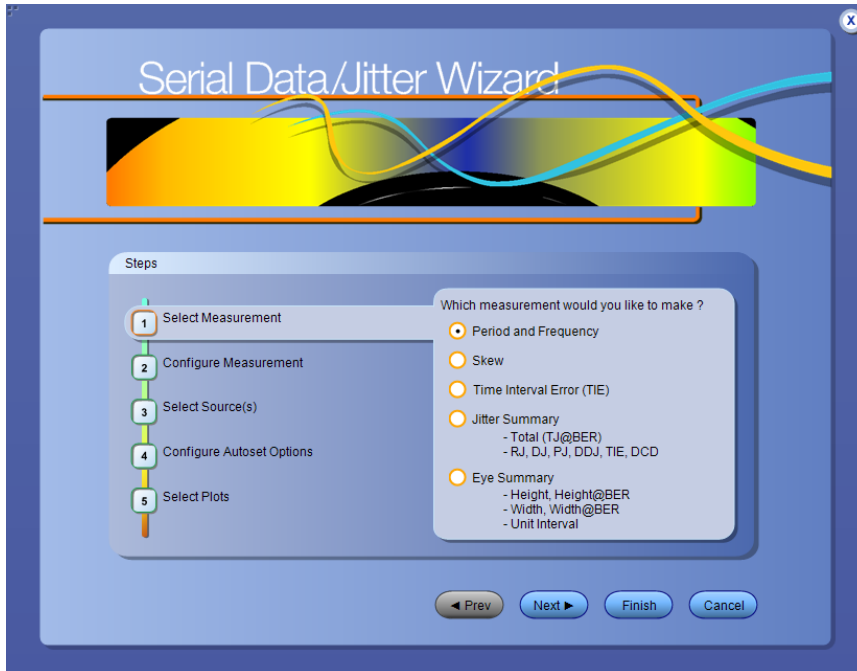 X
Serial Data/Jitter Wizard
Steps
1 Select Measurement
2 Configure Measurement
3 Select Source(s)
4 Configure Autoset Options
5 Select Plots
Which measurement would you like to make ?
Period and Frequency
Skew
Time Interval Error (TIE)
Jitter Summary
- Total (TJ@BER)
- RJ, DJ, PJ, DDJ, TIE, DCD
Eye Summary
- Height, Height@BER
- Width, Width@BER
- Unit Interval
◄ Prev
Next ►
Finish
Cancel